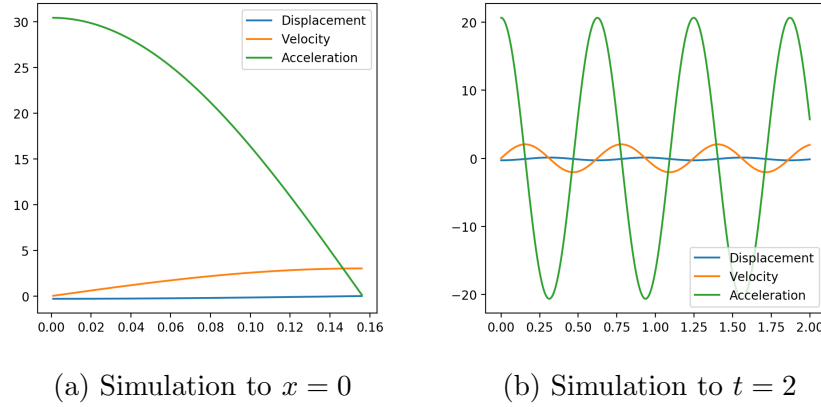 30
25
20
15
10
5
0
0.00 0.02 0.04 0.06 0.08 0.10 0.12 0.14 0.16
Displacement
Velocity
Acceleration
(a) Simulation to x = 0
20
10
0
−10
−20
0.00 0.25 0.50 0.75 1.00 1.25 1.50 1.75 2.00
Displacement
Velocity
Acceleration
(b) Simulation to t = 2